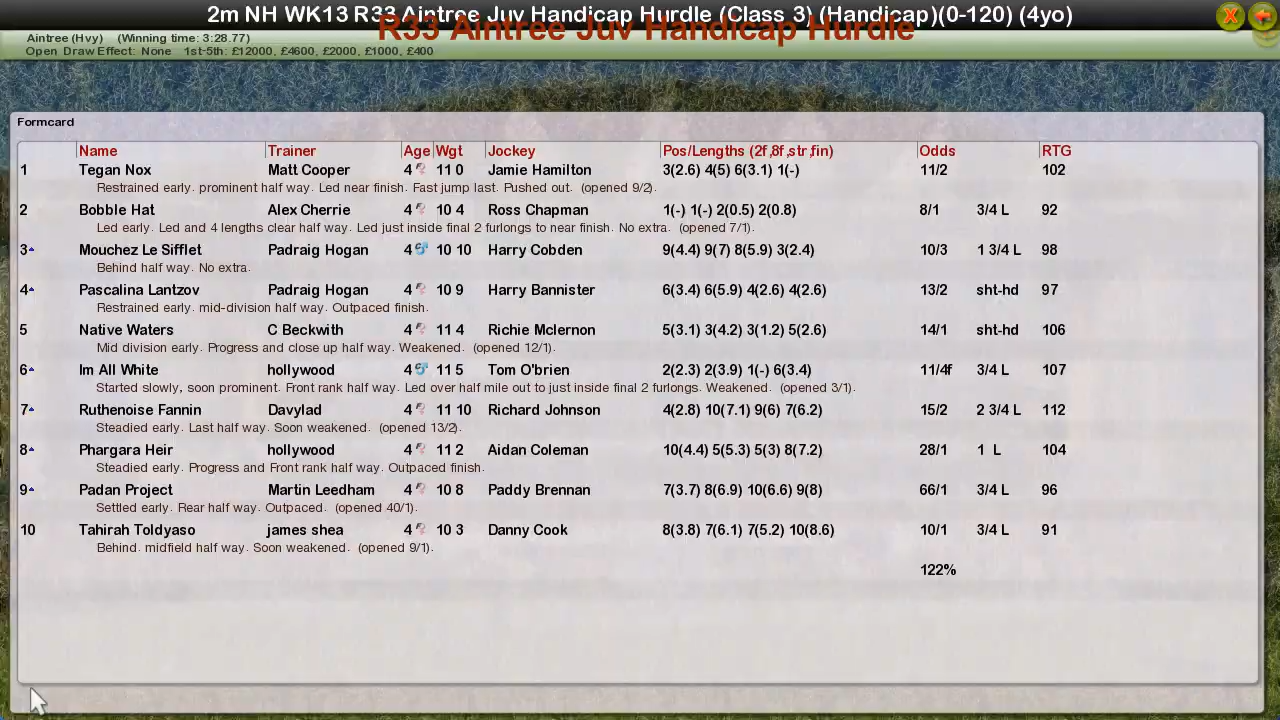 2m NH WK13 R33 Aintree Juv Handicap Hurdle (Class 3) (Handicap)(0-120) (4yo)
R33 Aintree Juv Handicap Hurdle
Aintree (Hvy) (Winning time: 3:28.77)
Open Draw Effect: None 1st-5th: £12000, £4600, £2000, £1000, £400
Formcard
Name Trainer Age Wgt Jockey Pos/Lengths (2f,8f,str,fin) Odds RTG
1 Tegan Nox Matt Cooper 4 11 0 Jamie Hamilton 3(2.6) 4(5) 6(3.1) 1(-) 11/2 102
Restrained early. prominent half way. Led near finish. Fast jump last. Pushed out. (opened 9/2).
2 Bobble Hat Alex Cherrie 4 10 4 Ross Chapman 1(-) 1(-) 2(0.5) 2(0.8) 8/1 3/4 L 92
Led early. Led and 4 lengths clear half way. Led just inside final 2 furlongs to near finish. No extra. (opened 7/1).
3 Mouchez Le Sifflet Padraig Hogan 4 10 10 Harry Cobden 9(4.4) 9(7) 8(5.9) 3(2.4) 10/3 1 3/4 L 98
Behind half way. No extra.
4 Pascalina Lantzov Padraig Hogan 4 10 9 Harry Bannister 6(3.4) 6(5.9) 4(2.6) 4(2.6) 13/2 sht-hd 97
Restrained early. mid-division half way. Outpaced finish.
5 Native Waters C Beckwith 4 11 4 Richie Mclernon 5(3.1) 3(4.2) 3(1.2) 5(2.6) 14/1 sht-hd 106
Mid division early. Progress and close up half way. Weakened. (opened 12/1).
6 Im All White hollywood 4 11 5 Tom O'brien 2(2.3) 2(3.9) 1(-) 6(3.4) 11/4f 3/4 L 107
Started slowly, soon prominent. Front rank half way. Led over half mile out to just inside final 2 furlongs. Weakened. (opened 3/1).
7 Ruthenoise Fannin Davylad 4 11 10 Richard Johnson 4(2.8) 10(7.1) 9(6) 7(6.2) 15/2 2 3/4 L 112
Steadied early. Last half way. Soon weakened. (opened 13/2).
8 Phargara Heir hollywood 4 11 2 Aidan Coleman 10(4.4) 5(5.3) 5(3) 8(7.2) 28/1 1 L 104
Steadied early. Progress and Front rank half way. Outpaced finish.
9 Padan Project Martin Leedham 4 10 8 Paddy Brennan 7(3.7) 8(6.9) 10(6.6) 9(8) 66/1 3/4 L 96
Settled early. Rear half way. Outpaced. (opened 40/1).
10 Tahirah Toldyaso james shea 4 10 3 Danny Cook 8(3.8) 7(6.1) 7(5.2) 10(8.6) 10/1 3/4 L 91
Behind. midfield half way. Soon weakened. (opened 9/1).
122%